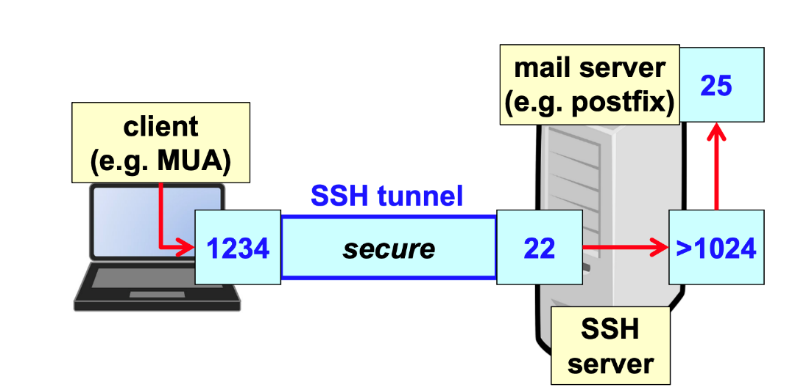 mail server
(e.g. postfix)
25
client
(e.g. MUA)
SSH tunnel
1234
secure
22
>1024
SSH
server